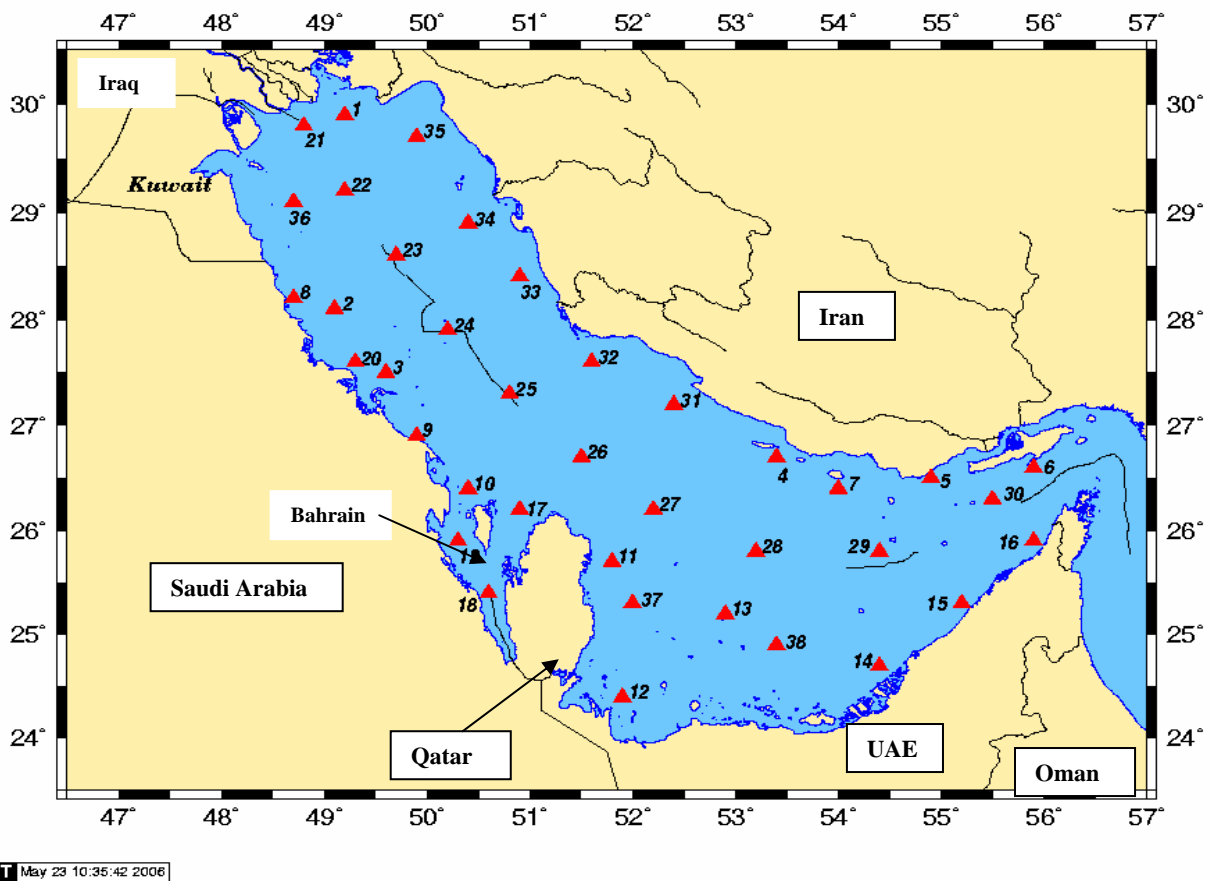 47° 48° 49° 50° 51° 52° 53° 54° 55° 56° 57°
Iraq
30° 1 30°
21 35
Kuwait 22
29° 36 34 29°
23
8 2 33
28° 24 Iran 28°
20 3 32
25 31
27° 9 27°
26 4 7 5 6
10 30
Bahrain 17 27
26° 11 28 29 16 26°
Saudi Arabia 18 37 13 15
25° 38 25°
12 14
24° Qatar UAE 24°
Oman
47° 48° 49° 50° 51° 52° 53° 54° 55° 56° 57°
T May 23 10:35:42 2006